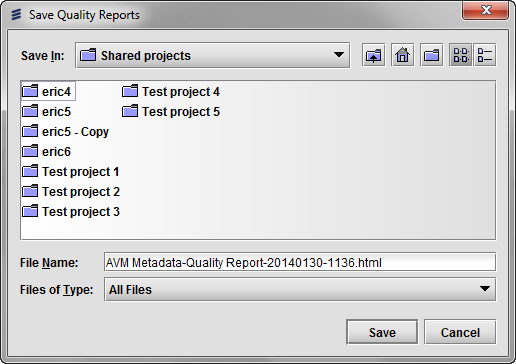 Save Quality Reports
Save In: Shared projects
eric4 Test project 4
eric5 Test project 5
eric5 - Copy
eric6
Test project 1
Test project 2
Test project 3
File Name: AVM Metadata-Quality Report-20140130-1136.html
Files of Type: All Files
Save Cancel